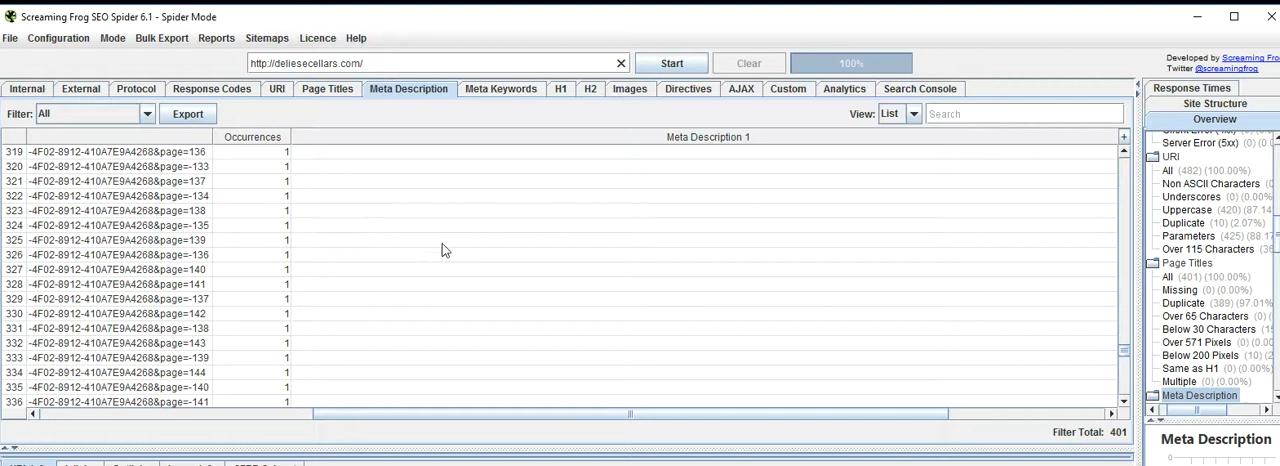 Screaming Frog SEO Spider 6.1 - Spider Mode
File Configuration Mode Bulk Export Reports Sitemaps Licence Help
http://deliesecellars.com/ Start Clear 100%
Developed by Screaming Fro
Twitter @screamingfrog
Internal External Protocol Response Codes URI Page Titles Meta Description Meta Keywords H1 H2 Images Directives AJAX Custom Analytics Search Console
Filter: All Export View: List Search
Occurrences Meta Description 1
319 -4F02-8912-410A7E9A4268&page=136 1
320 -4F02-8912-410A7E9A4268&page=-133 1
321 -4F02-8912-410A7E9A4268&page=137 1
322 -4F02-8912-410A7E9A4268&page=-134 1
323 -4F02-8912-410A7E9A4268&page=138 1
324 -4F02-8912-410A7E9A4268&page=-135 1
325 -4F02-8912-410A7E9A4268&page=139 1
326 -4F02-8912-410A7E9A4268&page=-136 1
327 -4F02-8912-410A7E9A4268&page=140 1
328 -4F02-8912-410A7E9A4268&page=141 1
329 -4F02-8912-410A7E9A4268&page=-137 1
330 -4F02-8912-410A7E9A4268&page=142 1
331 -4F02-8912-410A7E9A4268&page=-138 1
332 -4F02-8912-410A7E9A4268&page=143 1
333 -4F02-8912-410A7E9A4268&page=-139 1
334 -4F02-8912-410A7E9A4268&page=144 1
335 -4F02-8912-410A7E9A4268&page=-140 1
336 -4F02-8912-410A7E9A4268&page=-141 1
Filter Total: 401
Response Times
Site Structure
Overview
Server Error (5xx) (0) (0.0
URI
All (482) (100.00%)
Non ASCII Characters
Underscores (0) (0.00%
Uppercase (420) (87.14
Duplicate (10) (2.07%)
Parameters (425) (88.17
Over 115 Characters (36
Page Titles
All (401) (100.00%)
Missing (0) (0.00%)
Duplicate (389) (97.01%
Over 65 Characters (
Below 30 Characters (1
Over 571 Pixels (0) (0.00
Below 200 Pixels (10) (2
Same as H1 (0) (0.00%)
Multiple (0) (0.00%)
Meta Description
Meta Description
0